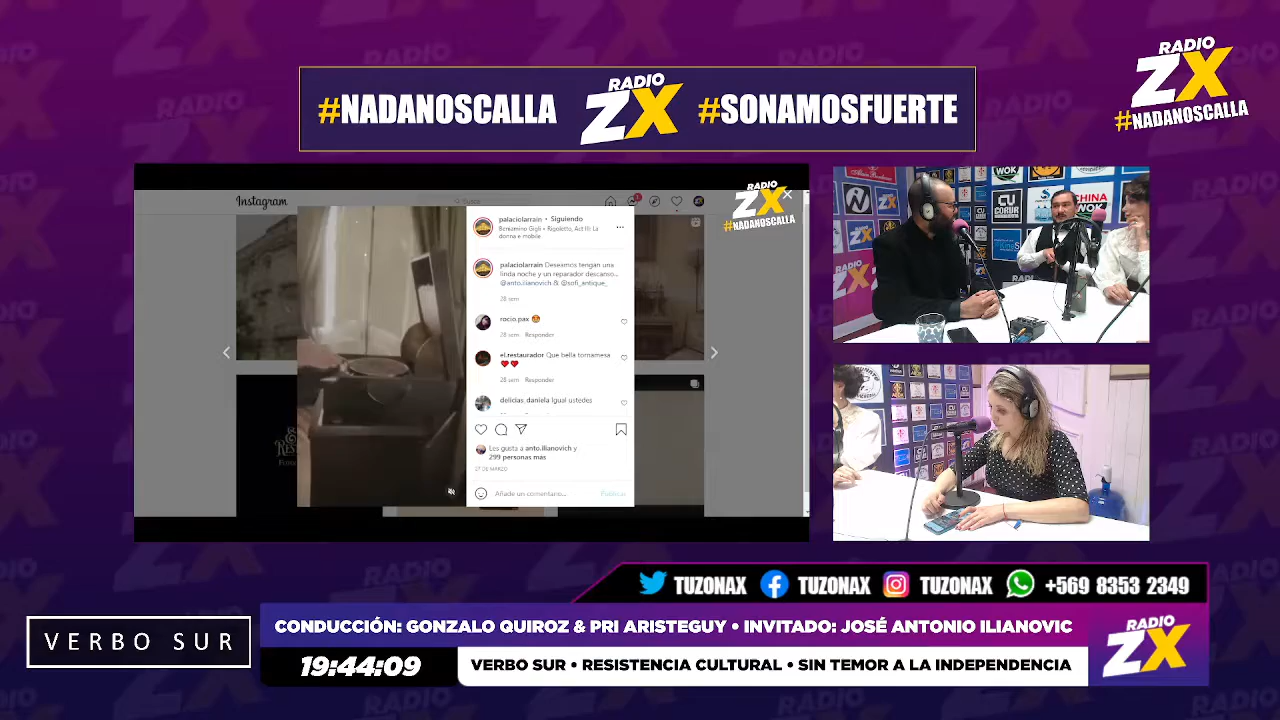 #NADANOSCALLA
RADIO ZX
#SONAMOSFUERTE
RADIO ZX
#NADANOSCALLA
Instagram
RADIO ZX
#NADANOSCALLA
palaciolarrain • Siguiendo
Beniamino Gigli • Rigoletto, Act III: La
donna è mobile
palaciolarrain Deseamos tengan una
linda noche y un reparador descanso...
@anto.ilianovich & @sofi_antique_
28 sem
rocio.pax
28 sem Responder
el.restaurador Que bella tornamesa
28 sem Responder
delicias_daniela Igual ustedes
Les gusta a anto.ilianovich y
299 personas más
27 DE MARZO
Añade un comentario...
Publicar
WOK
CHINA
WOK
TUZONAX
TUZONAX
TUZONAX
+569 8353 2349
VERBO SUR
CONDUCCIÓN: GONZALO QUIROZ & PRI ARISTEGUY • INVITADO: JOSÉ ANTONIO ILIANOVIC
19:44:09
VERBO SUR • RESISTENCIA CULTURAL • SIN TEMOR A LA INDEPENDENCIA
RADIO ZX